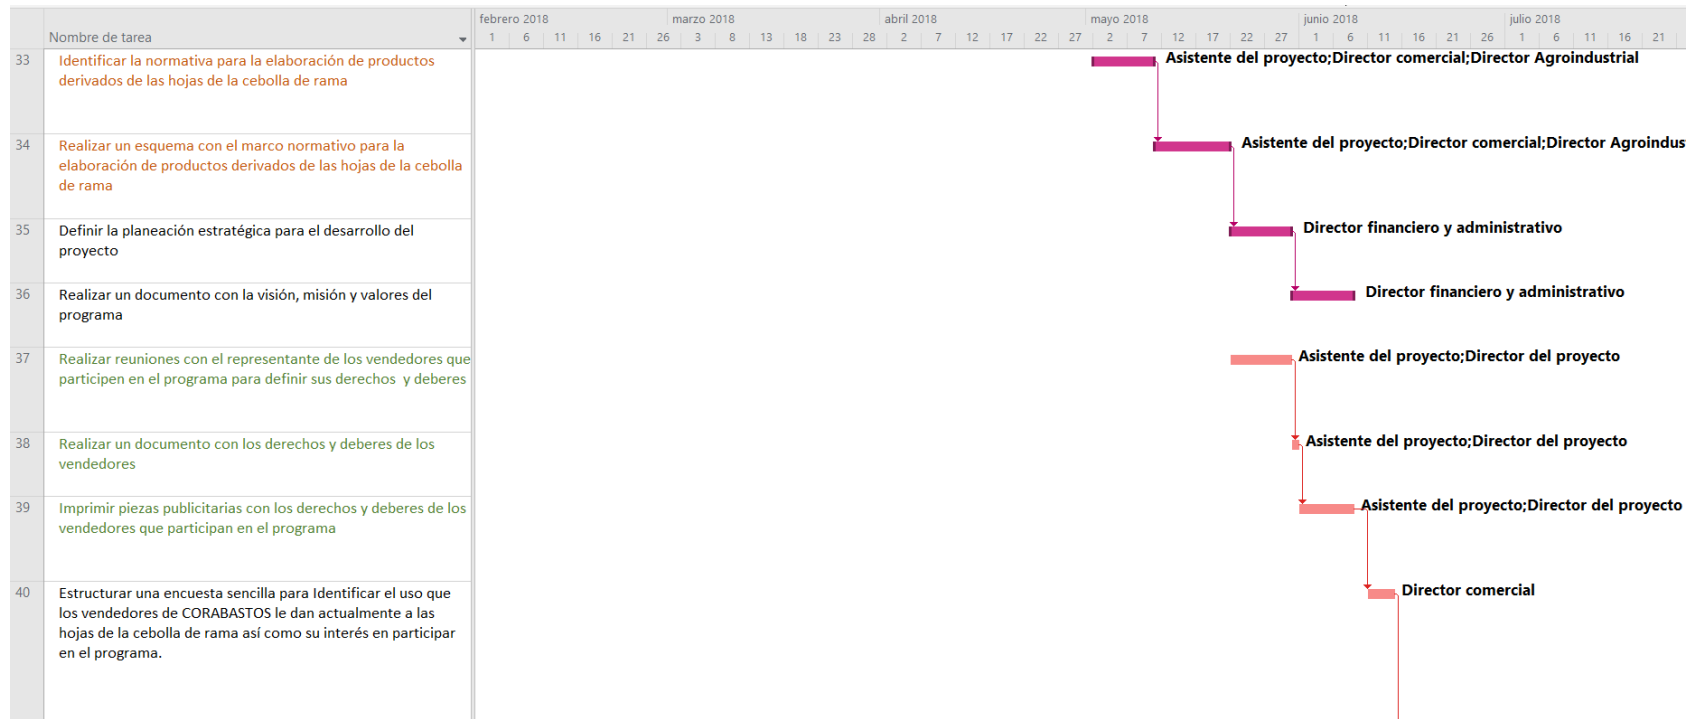 febrero 2018 marzo 2018 abril 2018 mayo 2018 junio 2018 julio 2018
Nombre de tarea 1 6 11 16 21 26 3 8 13 18 23 28 2 7 12 17 22 27 2 7 12 17 22 27 1 6 11 16 21 26 1 6 11 16 21
33 Identificar la normativa para la elaboración de productos Asistente del proyecto;Director comercial;Director Agroindustrial
derivados de las hojas de la cebolla de rama
34 Realizar un esquema con el marco normativo para la Asistente del proyecto;Director comercial;Director Agroindus
elaboración de productos derivados de las hojas de la cebolla
de rama
35 Definir la planeación estratégica para el desarrollo del Director financiero y administrativo
proyecto
36 Realizar un documento con la visión, misión y valores del Director financiero y administrativo
programa
37 Realizar reuniones con el representante de los vendedores que Asistente del proyecto;Director del proyecto
participen en el programa para definir sus derechos y deberes
38 Realizar un documento con los derechos y deberes de los Asistente del proyecto;Director del proyecto
vendedores
39 Imprimir piezas publicitarias con los derechos y deberes de los Asistente del proyecto;Director del proyecto
vendedores que participan en el programa
40 Estructurar una encuesta sencilla para Identificar el uso que Director comercial
los vendedores de CORABASTOS le dan actualmente a las
hojas de la cebolla de rama así como su interés en participar
en el programa.